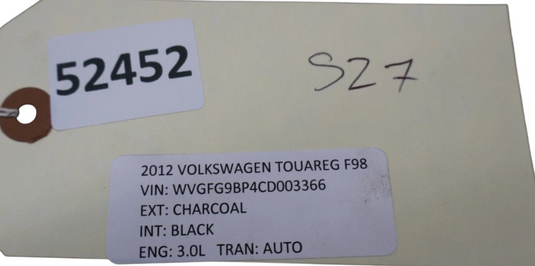 52452
S27
2012 VOLKSWAGEN TOUAREG F98
VIN: WVGFG9BP4CD003366
EXT: CHARCOAL
INT: BLACK
ENG: 3.0L TRAN: AUTO